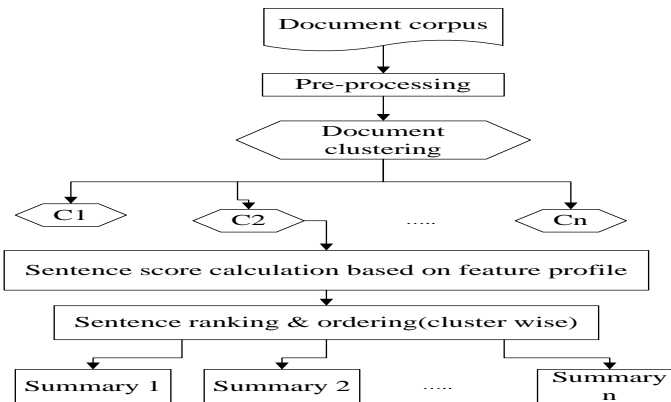 Document corpus
Pre-processing
Document
clustering
C1
C2
.....
Cn
Sentence score calculation based on feature profile
Sentence ranking & ordering(cluster wise)
Summary 1
Summary 2
.....
Summary
n